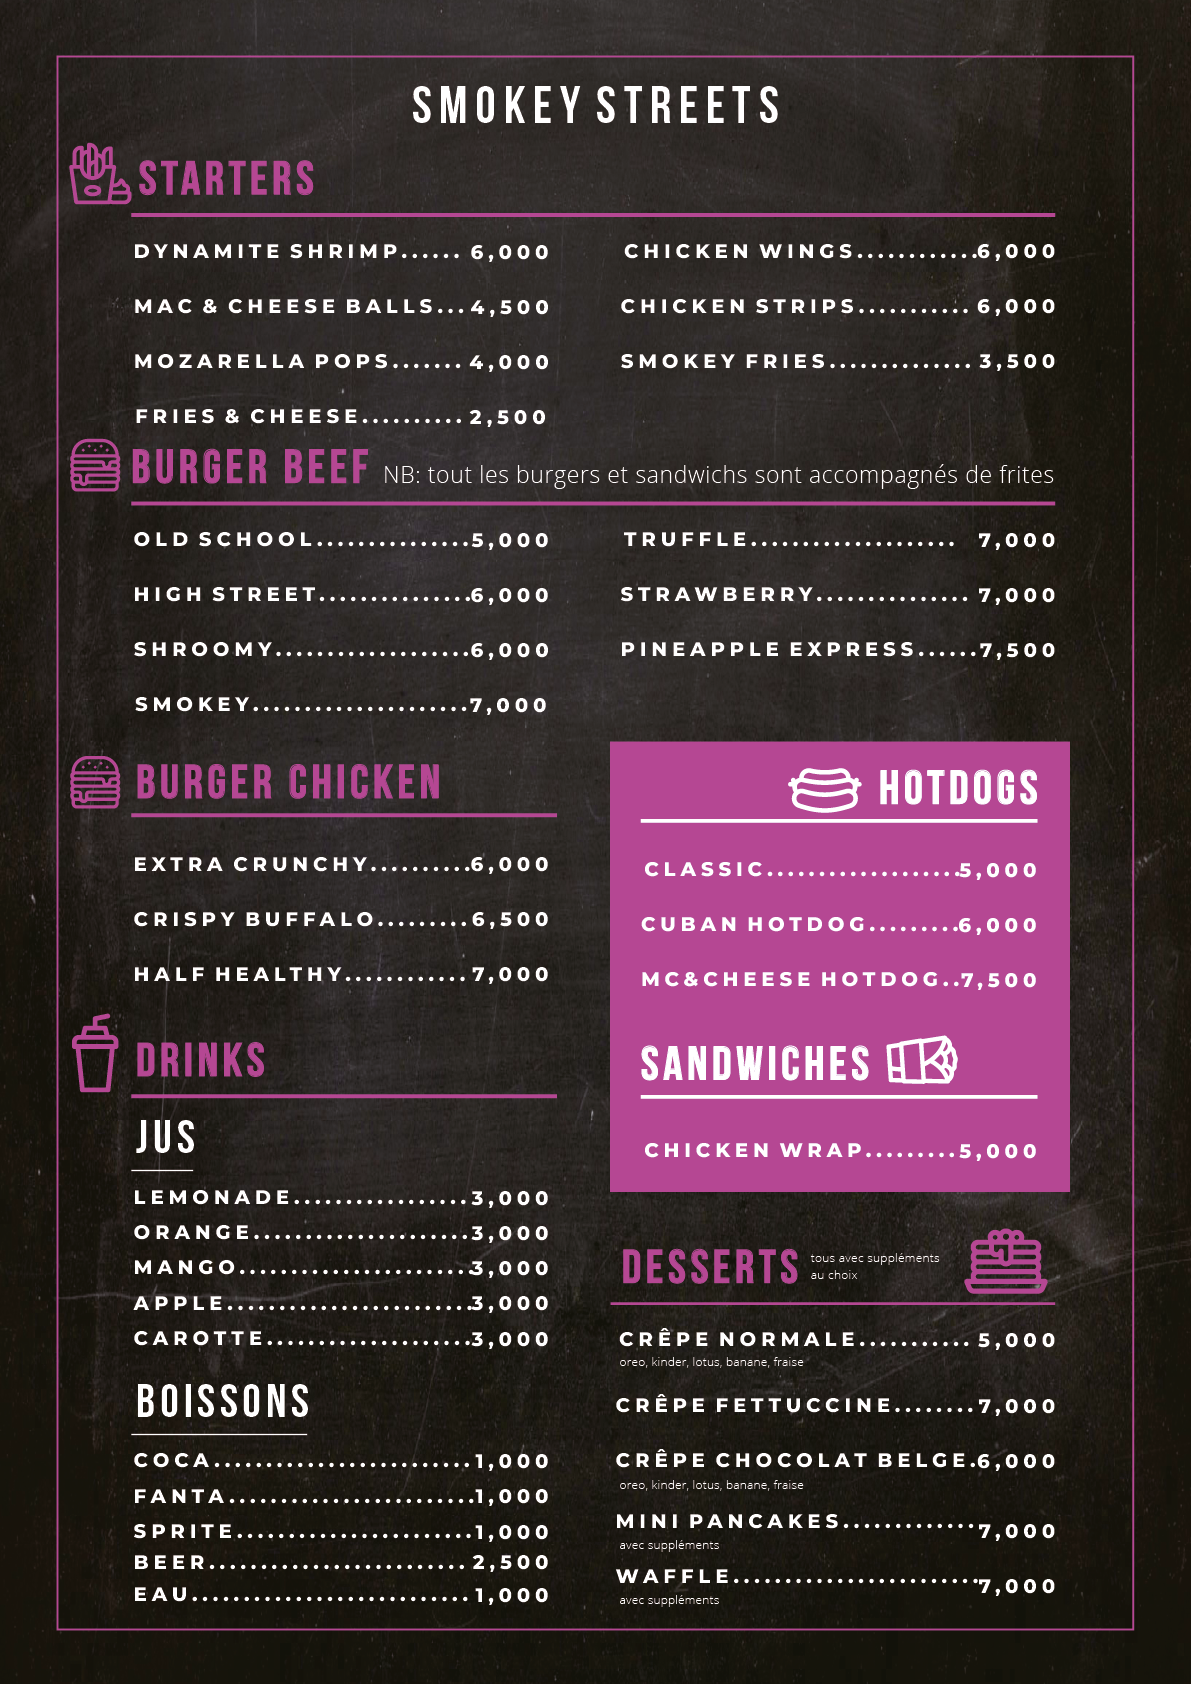 SMOKEY STREETS
STARTERS
DYNAMITE SHRIMP...... 6,000
MAC & CHEESE BALLS... 4,500
MOZARELLA POPS....... 4,000
FRIES & CHEESE.......... 2,500
CHICKEN WINGS............6,000
CHICKEN STRIPS........... 6,000
SMOKEY FRIES.............. 3,500
BURGER BEEF NB: tout les burgers et sandwichs sont accompagnés de frites
OLD SCHOOL...............5,000
HIGH STREET...............6,000
SHROOMY...................6,000
SMOKEY.....................7,000
TRUFFLE.................... 7,000
STRAWBERRY............... 7,000
PINEAPPLE EXPRESS......7,500
BURGER CHICKEN
EXTRA CRUNCHY..........6,000
CRISPY BUFFALO.........6,500
HALF HEALTHY............7,000
HOTDOGS
CLASSIC...................5,000
CUBAN HOTDOG.........6,000
MC&CHEESE HOTDOG..7,500
SANDWICHES
CHICKEN WRAP.........5,000
DRINKS
JUS
LEMONADE.................3,000
ORANGE.....................3,000
MANGO.......................3,000
APPLE........................3,000
CAROTTE....................3,000
BOISSONS
COCA.........................1,000
FANTA........................1,000
SPRITE.......................1,000
BEER......................... 2,500
EAU........................... 1,000
DESSERTS tous avec suppléments
au choix
CRÊPE NORMALE........... 5,000
oreo, kinder, lotus, banane, fraise
CRÊPE FETTUCCINE........7,000
CRÊPE CHOCOLAT BELGE.6,000
oreo, kinder, lotus, banane, fraise
MINI PANCAKES.............7,000
avec suppléments
WAFFLE........................7,000
avec suppléments